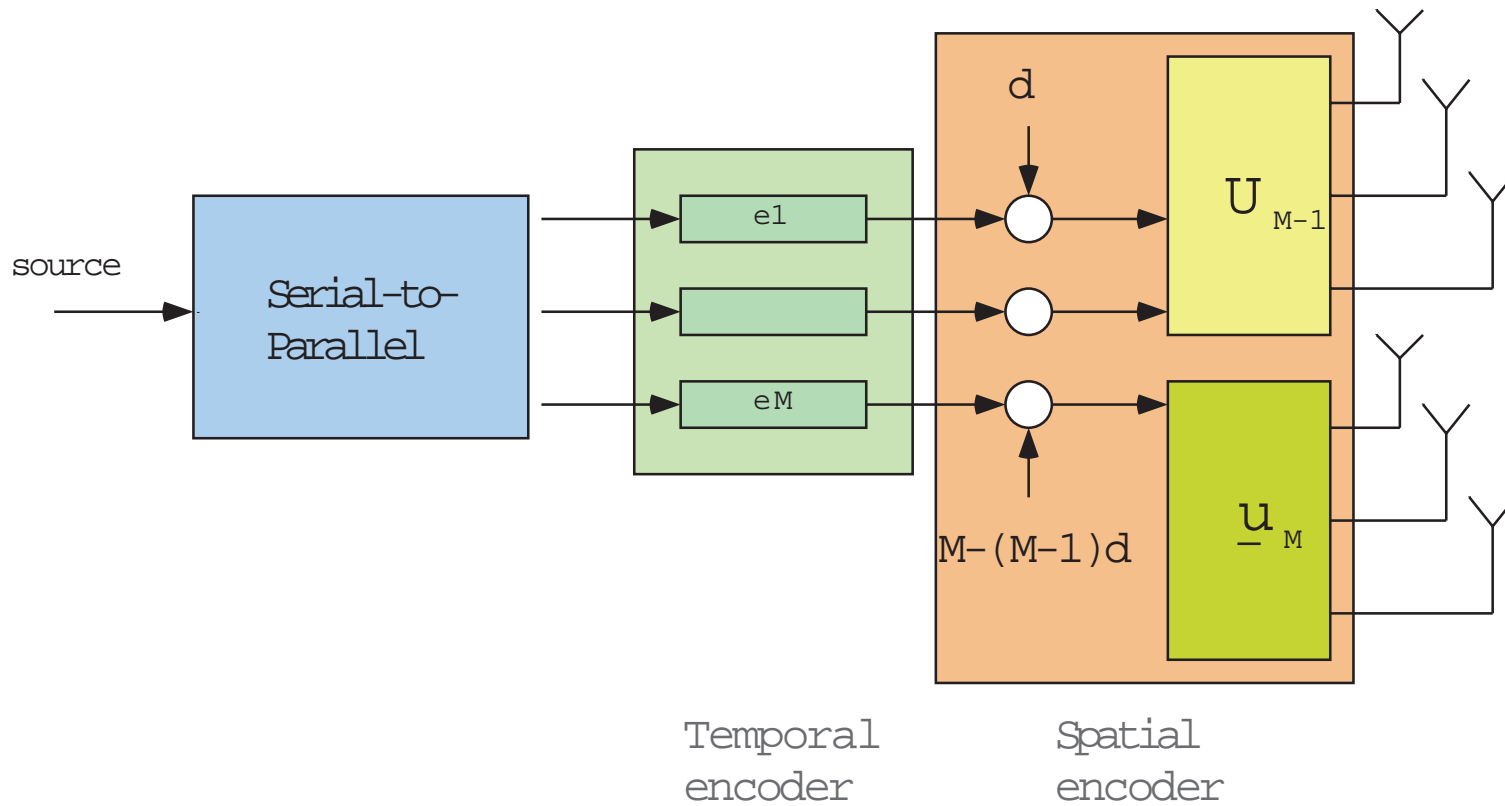 source
Serial-to-
Parallel
e1
eM
d
M-(M-1)d
U M-1
u M
Temporal
encoder
Spatial
encoder